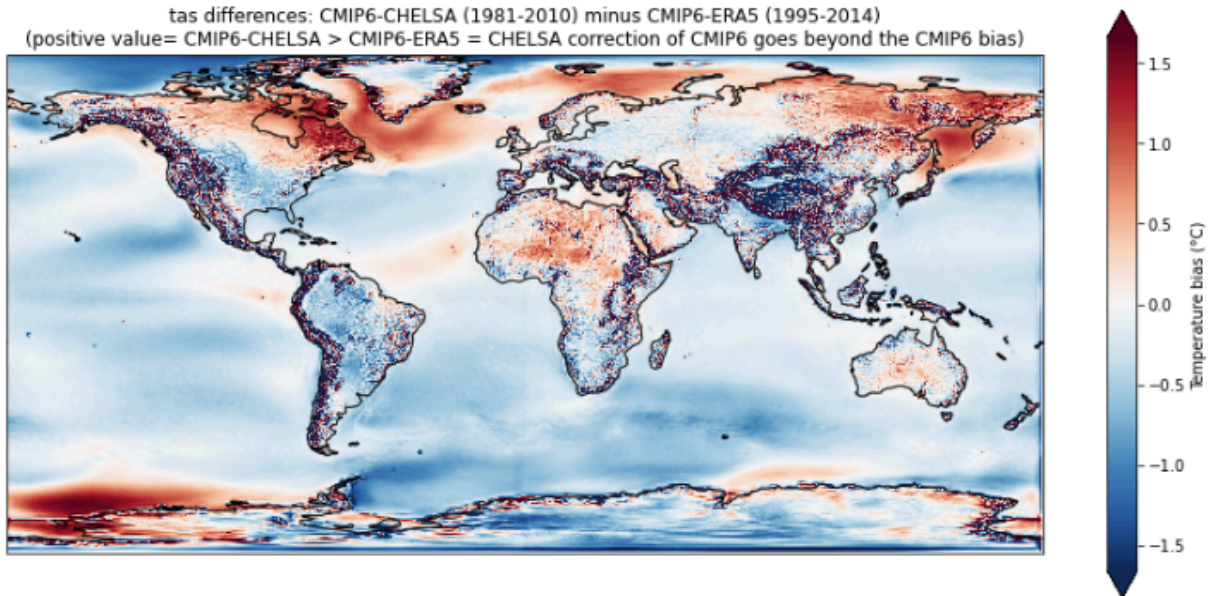 tas differences: CMIP6-CHELSA (1981-2010) minus CMIP6-ERA5 (1995-2014)
(positive value= CMIP6-CHELSA > CMIP6-ERA5 = CHELSA correction of CMIP6 goes beyond the CMIP6 bias)
1.5
1.0
0.5
0.0
−0.5
−1.0
−1.5
Temperature bias (°C)